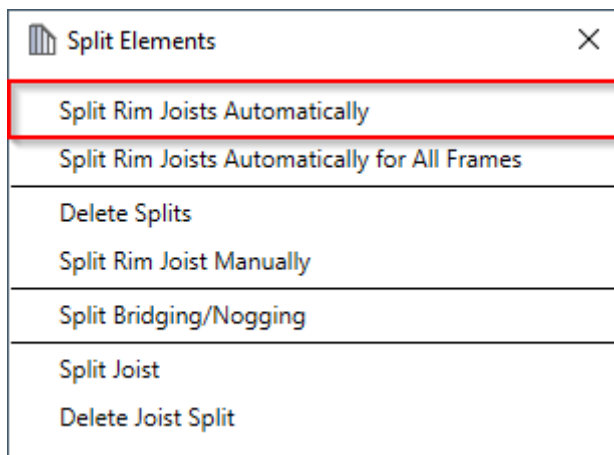 Split Elements
Split Rim Joists Automatically
Split Rim Joists Automatically for All Frames
Delete Splits
Split Rim Joist Manually
Split Bridging/Nogging
Split Joist
Delete Joist Split